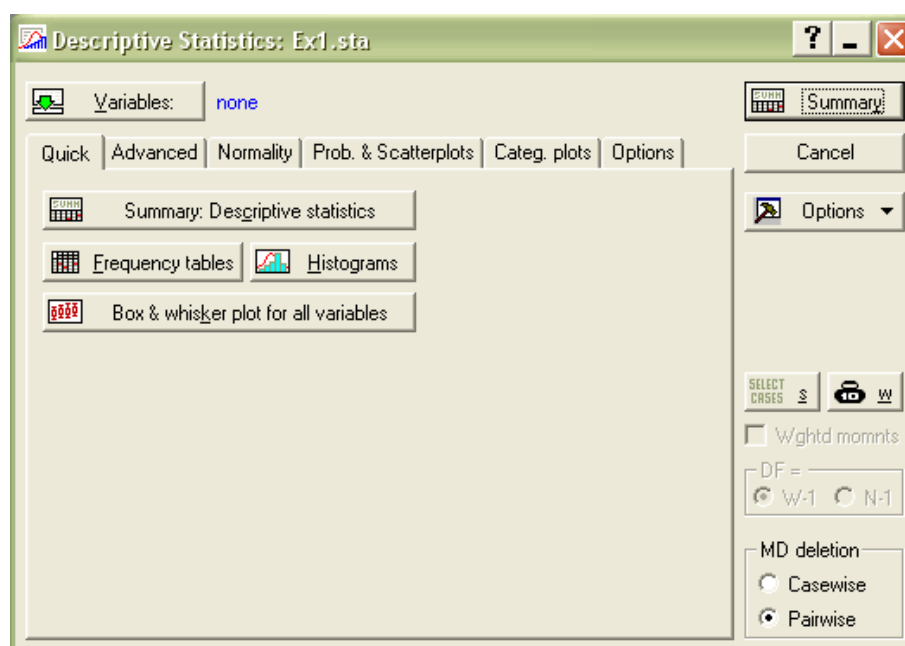 Descriptive Statistics: Ex1.sta ?
Variables: none
Quick Advanced Normality Prob. & Scatterplots Categ. plots Options
SUMM Summary: Descriptive statistics
Frequency tables Histograms
Box & whisker plot for all variables
SUMM Summary
Cancel
Options
SELECT CASES S W
Wghtd momnts
DF =
W-1 N-1
MD deletion
Casewise
Pairwise